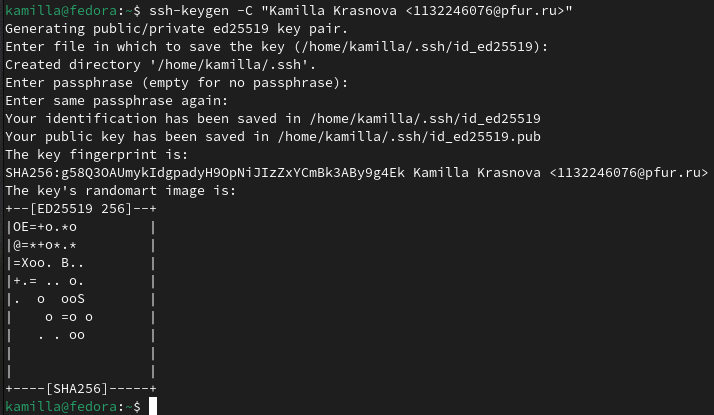 kamilla@fedora:~$ ssh-keygen -C "Kamilla Krasnova <1132246076@pfur.ru>"
Generating public/private ed25519 key pair.
Enter file in which to save the key (/home/kamilla/.ssh/id_ed25519):
Created directory '/home/kamilla/.ssh'.
Enter passphrase (empty for no passphrase):
Enter same passphrase again:
Your identification has been saved in /home/kamilla/.ssh/id_ed25519
Your public key has been saved in /home/kamilla/.ssh/id_ed25519.pub
The key fingerprint is:
SHA256:g58Q3OAUmykIdgpadyH9OpNiJIzZxYCmBk3ABy9g4Ek Kamilla Krasnova <1132246076@pfur.ru>
The key's randomart image is:
+--[ED25519 256]--+
|OE=+o.*o         |
|@=*+o*.*         |
|=Xoo. B..        |
|+.= .. o.        |
|.  o  ooS        |
|    o =o o       |
|   . . oo        |
|                 |
|                 |
+----[SHA256]-----+
kamilla@fedora:~$